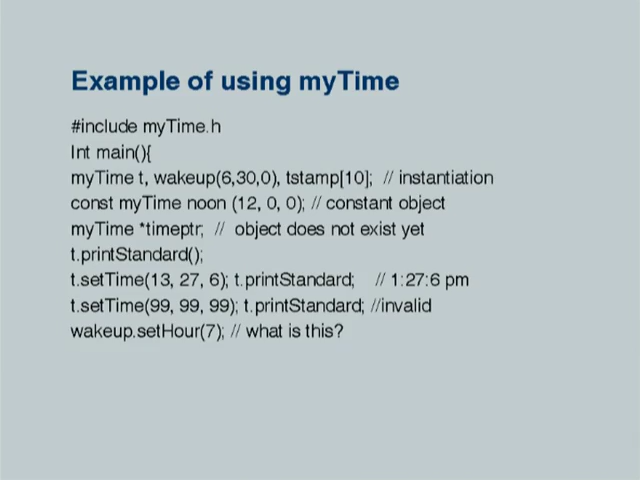 Example of using myTime
#include myTime.h
Int main(){
myTime t, wakeup(6,30,0), tstamp[10];  // instantiation
const myTime noon (12, 0, 0); // constant object
myTime *timeptr;  //  object does not exist yet
t.printStandard();
t.setTime(13, 27, 6); t.printStandard;    // 1:27:6 pm
t.setTime(99, 99, 99); t.printStandard; //invalid
wakeup.setHour(7); // what is this?